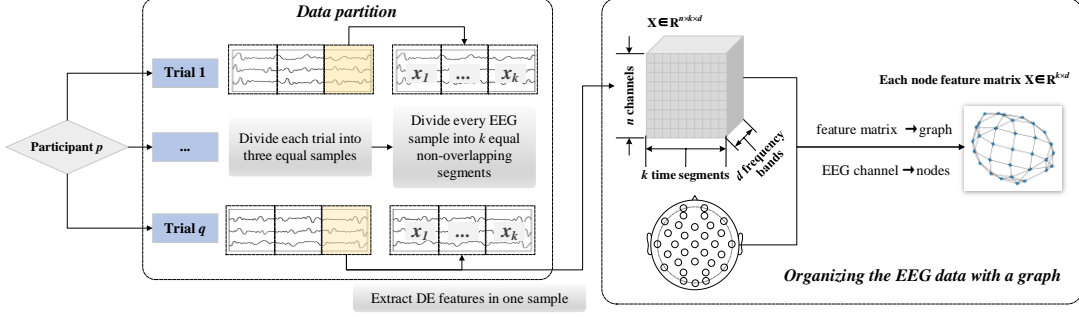 Data partition
Participant p
Trial 1
x1 ... xk
...
Divide each trial into
three equal samples
Divide every EEG
sample into k equal
non-overlapping
segments
Trial q
x1 ... xk
Extract DE features in one sample
X∈R^{n×k×d}
n channels
k time segments
d frequency
bands
Each node feature matrix X∈R^{k×d}
feature matrix →graph
EEG channel→nodes
Organizing the EEG data with a graph